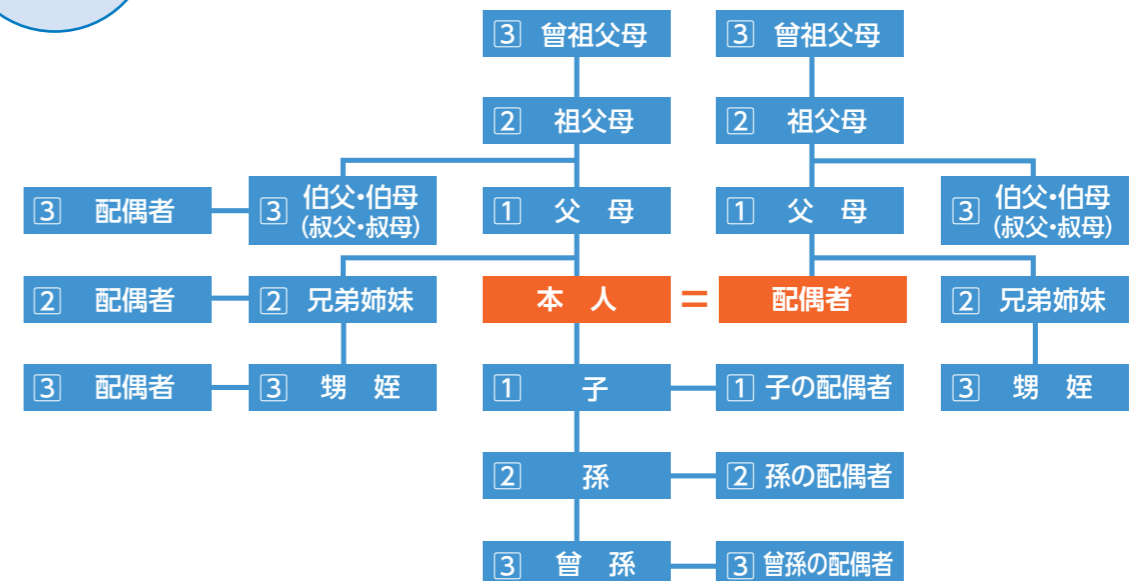 3 曾祖父母
3 曾祖父母
2 祖父母
2 祖父母
3 配偶者
3 伯父・伯母
(叔父・叔母)
1 父 母
1 父 母
3 伯父・伯母
(叔父・叔母)
2 配偶者
2 兄弟姉妹
本 人
=
配偶者
2 兄弟姉妹
3 配偶者
3 甥 姪
1 子
1 子の配偶者
3 甥 姪
2 孫
2 孫の配偶者
3 曾 孫
3 曾孫の配偶者